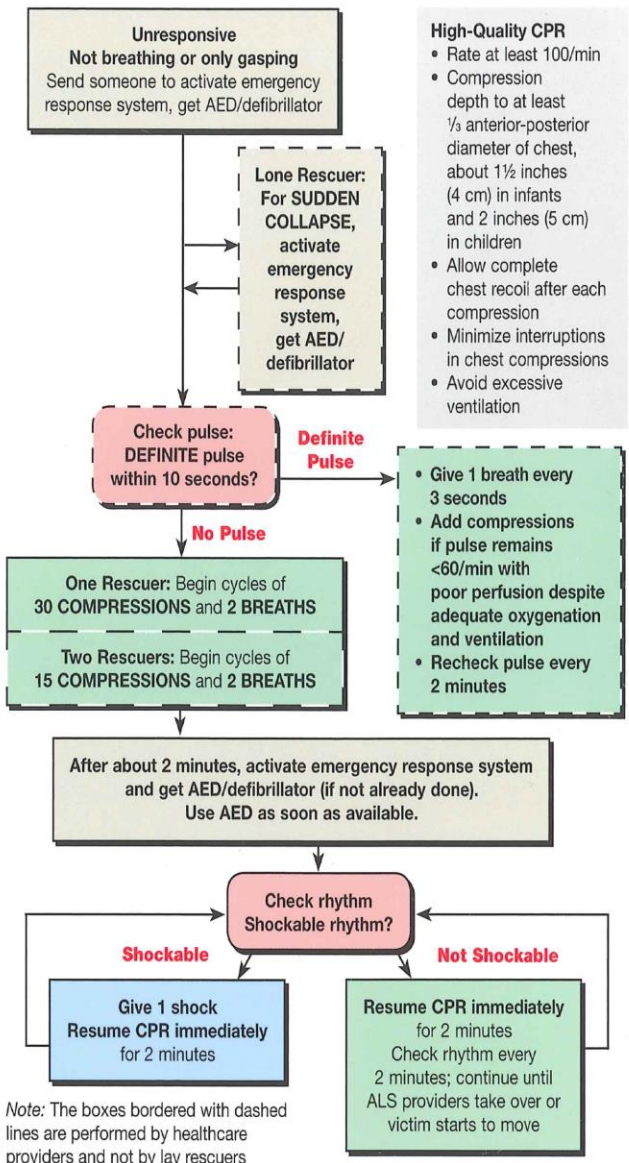 Unresponsive
Not breathing or only gasping
Send someone to activate emergency
response system, get AED/defibrillator
High-Quality CPR
• Rate at least 100/min
• Compression
depth to at least
⅓ anterior-posterior
diameter of chest,
about 1½ inches
(4 cm) in infants
and 2 inches (5 cm)
in children
• Allow complete
chest recoil after each
compression
• Minimize interruptions
in chest compressions
• Avoid excessive
ventilation
Lone Rescuer:
For SUDDEN
COLLAPSE,
activate
emergency
response
system,
get AED/
defibrillator
Check pulse:
DEFINITE pulse
within 10 seconds?
Definite
Pulse
• Give 1 breath every
3 seconds
• Add compressions
if pulse remains
<60/min with
poor perfusion despite
adequate oxygenation
and ventilation
• Recheck pulse every
2 minutes
No Pulse
One Rescuer: Begin cycles of
30 COMPRESSIONS and 2 BREATHS
Two Rescuers: Begin cycles of
15 COMPRESSIONS and 2 BREATHS
After about 2 minutes, activate emergency response system
and get AED/defibrillator (if not already done).
Use AED as soon as available.
Check rhythm
Shockable rhythm?
Shockable
Not Shockable
Give 1 shock
Resume CPR immediately
for 2 minutes
Resume CPR immediately
for 2 minutes
Check rhythm every
2 minutes; continue until
ALS providers take over or
victim starts to move
Note: The boxes bordered with dashed
lines are performed by healthcare
providers and not by lay rescuers